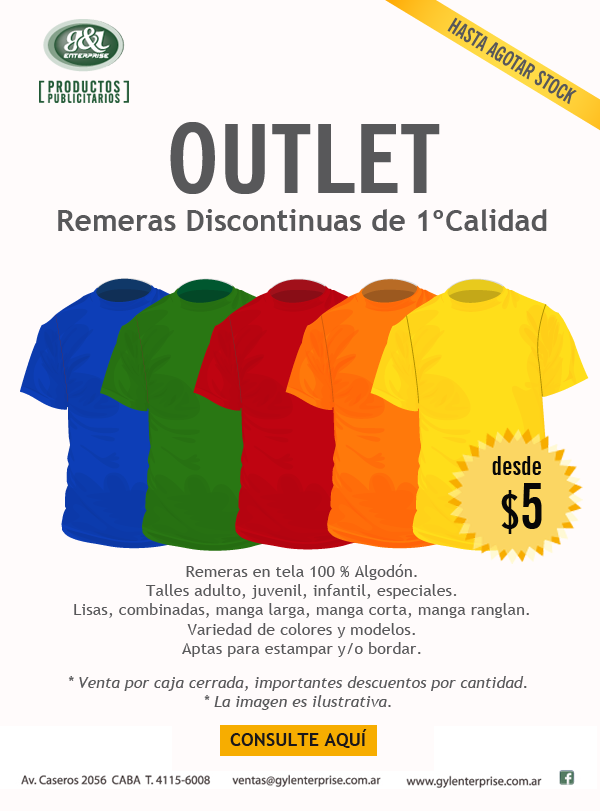 g&l
ENTERPRISE
[PRODUCTOS
PUBLICITARIOS]
HASTA AGOTAR STOCK
OUTLET
Remeras Discontinuas de 1°Calidad
desde
$5
Remeras en tela 100 % Algodón.
Talles adulto, juvenil, infantil, especiales.
Lisas, combinadas, manga larga, manga corta, manga ranglan.
Variedad de colores y modelos.
Aptas para estampar y/o bordar.
* Venta por caja cerrada, importantes descuentos por cantidad.
* La imagen es ilustrativa.
CONSULTE AQUÍ
Av. Caseros 2056 CABA T. 4115-6008 ventas@gylenterprise.com.ar www.gylenterprise.com.ar f